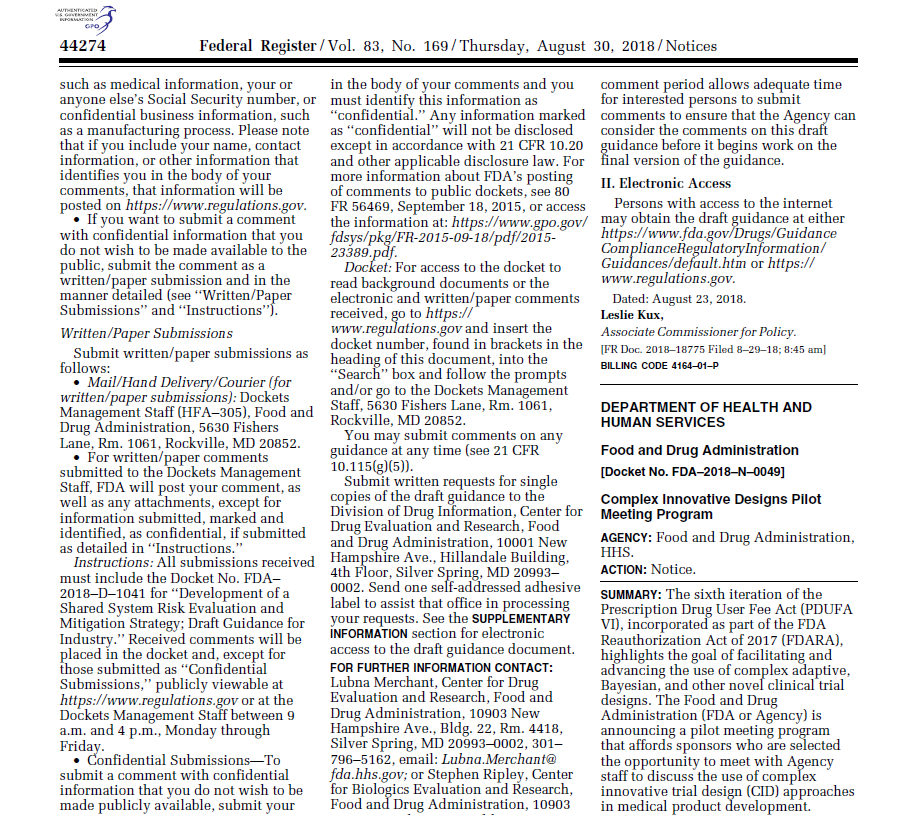 AUTHENTICATED
U.S. GOVERNMENT
INFORMATION
GPO
44274
Federal Register / Vol. 83, No. 169 / Thursday, August 30, 2018 / Notices
such as medical information, your or
anyone else's Social Security number, or
confidential business information, such
as a manufacturing process. Please note
that if you include your name, contact
information, or other information that
identifies you in the body of your
comments, that information will be
posted on https://www.regulations.gov.
• If you want to submit a comment
with confidential information that you
do not wish to be made available to the
public, submit the comment as a
written/paper submission and in the
manner detailed (see ''Written/Paper
Submissions'' and ''Instructions'').
Written/Paper Submissions
Submit written/paper submissions as
follows:
• Mail/Hand Delivery/Courier (for
written/paper submissions): Dockets
Management Staff (HFA–305), Food and
Drug Administration, 5630 Fishers
Lane, Rm. 1061, Rockville, MD 20852.
• For written/paper comments
submitted to the Dockets Management
Staff, FDA will post your comment, as
well as any attachments, except for
information submitted, marked and
identified, as confidential, if submitted
as detailed in ''Instructions.''
Instructions: All submissions received
must include the Docket No. FDA–
2018–D–1041 for ''Development of a
Shared System Risk Evaluation and
Mitigation Strategy; Draft Guidance for
Industry.'' Received comments will be
placed in the docket and, except for
those submitted as ''Confidential
Submissions,'' publicly viewable at
https://www.regulations.gov or at the
Dockets Management Staff between 9
a.m. and 4 p.m., Monday through
Friday.
• Confidential Submissions—To
submit a comment with confidential
information that you do not wish to be
made publicly available, submit your
in the body of your comments and you
must identify this information as
''confidential.'' Any information marked
as ''confidential'' will not be disclosed
except in accordance with 21 CFR 10.20
and other applicable disclosure law. For
more information about FDA's posting
of comments to public dockets, see 80
FR 56469, September 18, 2015, or access
the information at: https://www.gpo.gov/
fdsys/pkg/FR-2015-09-18/pdf/2015-
23389.pdf.
Docket: For access to the docket to
read background documents or the
electronic and written/paper comments
received, go to https://
www.regulations.gov and insert the
docket number, found in brackets in the
heading of this document, into the
''Search'' box and follow the prompts
and/or go to the Dockets Management
Staff, 5630 Fishers Lane, Rm. 1061,
Rockville, MD 20852.
You may submit comments on any
guidance at any time (see 21 CFR
10.115(g)(5)).
Submit written requests for single
copies of the draft guidance to the
Division of Drug Information, Center for
Drug Evaluation and Research, Food
and Drug Administration, 10001 New
Hampshire Ave., Hillandale Building,
4th Floor, Silver Spring, MD 20993–
0002. Send one self-addressed adhesive
label to assist that office in processing
your requests. See the SUPPLEMENTARY
INFORMATION section for electronic
access to the draft guidance document.
FOR FURTHER INFORMATION CONTACT:
Lubna Merchant, Center for Drug
Evaluation and Research, Food and
Drug Administration, 10903 New
Hampshire Ave., Bldg. 22, Rm. 4418,
Silver Spring, MD 20993–0002, 301–
796–5162, email: Lubna.Merchant@
fda.hhs.gov; or Stephen Ripley, Center
for Biologics Evaluation and Research,
Food and Drug Administration, 10903
comment period allows adequate time
for interested persons to submit
comments to ensure that the Agency can
consider the comments on this draft
guidance before it begins work on the
final version of the guidance.
II. Electronic Access
Persons with access to the internet
may obtain the draft guidance at either
https://www.fda.gov/Drugs/Guidance
ComplianceRegulatoryInformation/
Guidances/default.htm or https://
www.regulations.gov.
Dated: August 23, 2018.
Leslie Kux,
Associate Commissioner for Policy.
[FR Doc. 2018–18775 Filed 8–29–18; 8:45 am]
BILLING CODE 4164–01–P
DEPARTMENT OF HEALTH AND
HUMAN SERVICES
Food and Drug Administration
[Docket No. FDA–2018–N–0049]
Complex Innovative Designs Pilot
Meeting Program
AGENCY: Food and Drug Administration,
HHS.
ACTION: Notice.
SUMMARY: The sixth iteration of the
Prescription Drug User Fee Act (PDUFA
VI), incorporated as part of the FDA
Reauthorization Act of 2017 (FDARA),
highlights the goal of facilitating and
advancing the use of complex adaptive,
Bayesian, and other novel clinical trial
designs. The Food and Drug
Administration (FDA or Agency) is
announcing a pilot meeting program
that affords sponsors who are selected
the opportunity to meet with Agency
staff to discuss the use of complex
innovative trial design (CID) approaches
in medical product development.